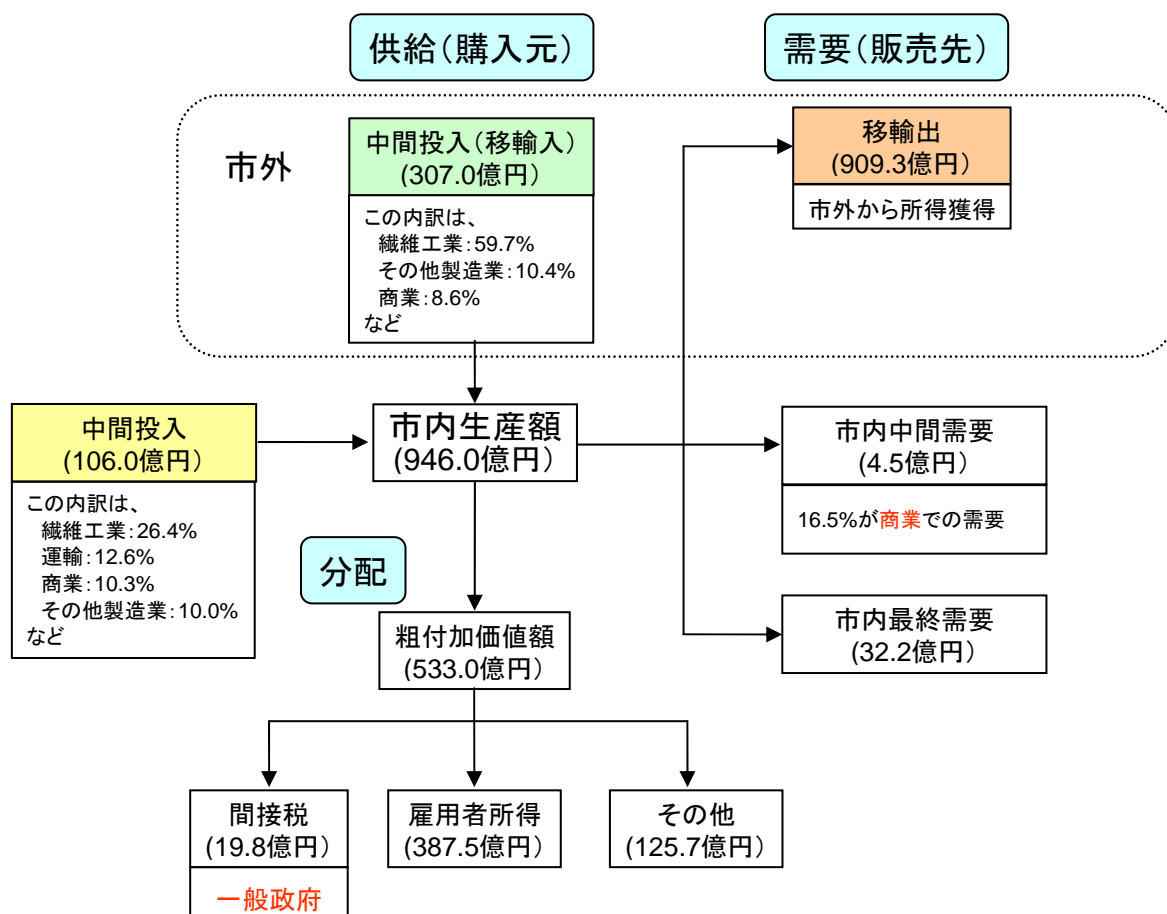 供給(購入元)
需要(販売先)
市外
中間投入(移輸入)
(307.0億円)
この内訳は、
繊維工業:59.7%
その他製造業:10.4%
商業:8.6%
など
移輸出
(909.3億円)
市外から所得獲得
中間投入
(106.0億円)
この内訳は、
繊維工業:26.4%
運輸:12.6%
商業:10.3%
その他製造業:10.0%
など
市内生産額
(946.0億円)
市内中間需要
(4.5億円)
16.5%が商業での需要
分配
粗付加価値額
(533.0億円)
市内最終需要
(32.2億円)
間接税
(19.8億円)
一般政府
雇用者所得
(387.5億円)
その他
(125.7億円)